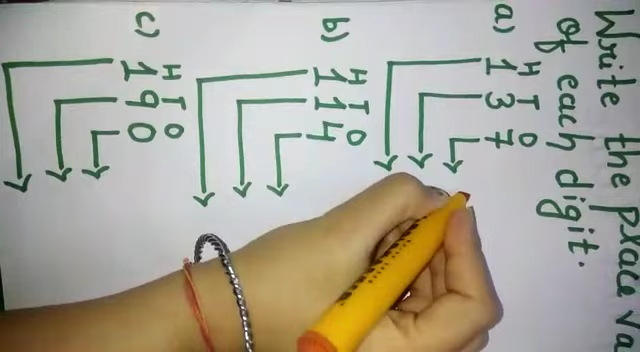 Write the place va
of each digit.
a) H T O
1 3 7
b) H T O
1 1 4
c) H T O
1 9 0